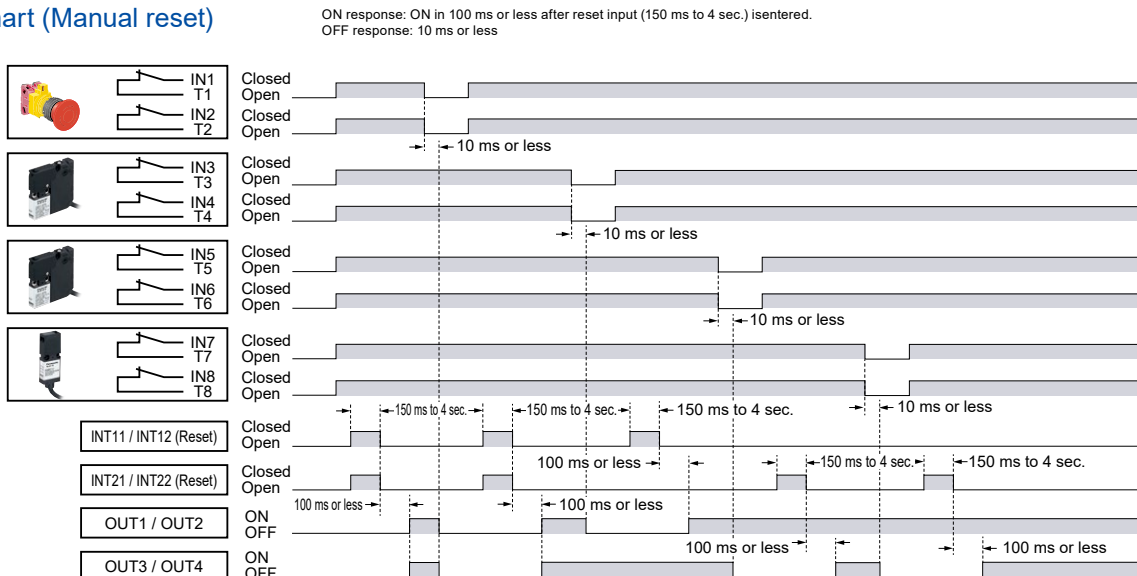 art (Manual reset)
ON response: ON in 100 ms or less after reset input (150 ms to 4 sec.) isentered.
OFF response: 10 ms or less
IN1
T1
Closed
Open
IN2
T2
Closed
Open
10 ms or less
IN3
T3
Closed
Open
IN4
T4
Closed
Open
10 ms or less
IN5
T5
Closed
Open
IN6
T6
Closed
Open
10 ms or less
IN7
T7
Closed
Open
IN8
T8
Closed
Open
150 ms to 4 sec. 150 ms to 4 sec. 150 ms to 4 sec. 10 ms or less
INT11 / INT12 (Reset)
Closed
Open
100 ms or less 150 ms to 4 sec. 150 ms to 4 sec.
INT21 / INT22 (Reset)
Closed
Open
100 ms or less 100 ms or less
OUT1 / OUT2
ON
OFF
100 ms or less 100 ms or less
OUT3 / OUT4
ON
OFF